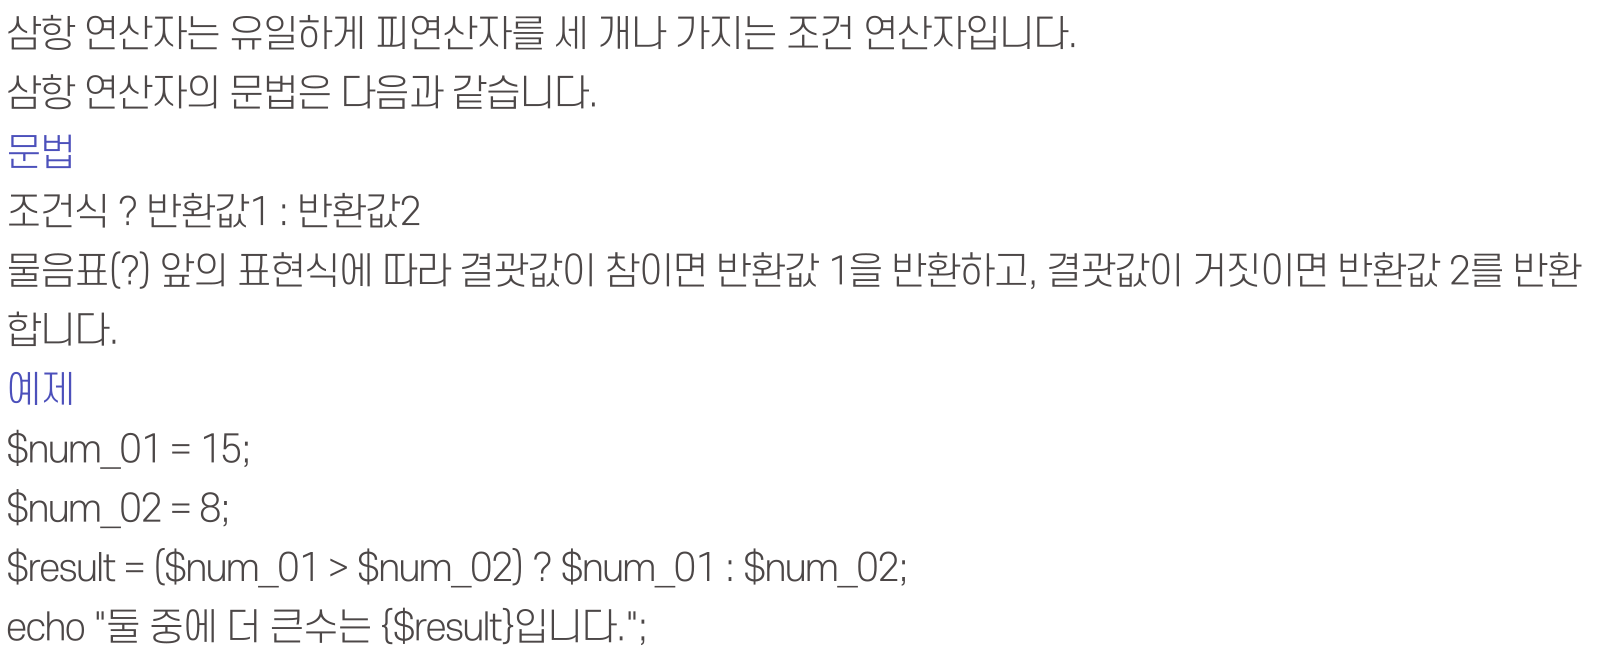 삼항 연산자는 유일하게 피연산자를 세 개나 가지는 조건 연산자입니다.
삼항 연산자의 문법은 다음과 같습니다.
문법
조건식 ? 반환값1 : 반환값2
물음표(?) 앞의 표현식에 따라 결괏값이 참이면 반환값 1을 반환하고, 결괏값이 거짓이면 반환값 2를 반환
합니다.
예제
$num_01 = 15;
$num_02 = 8;
$result = ($num_01 > $num_02) ? $num_01 : $num_02;
echo "둘 중에 더 큰수는 {$result}입니다.";